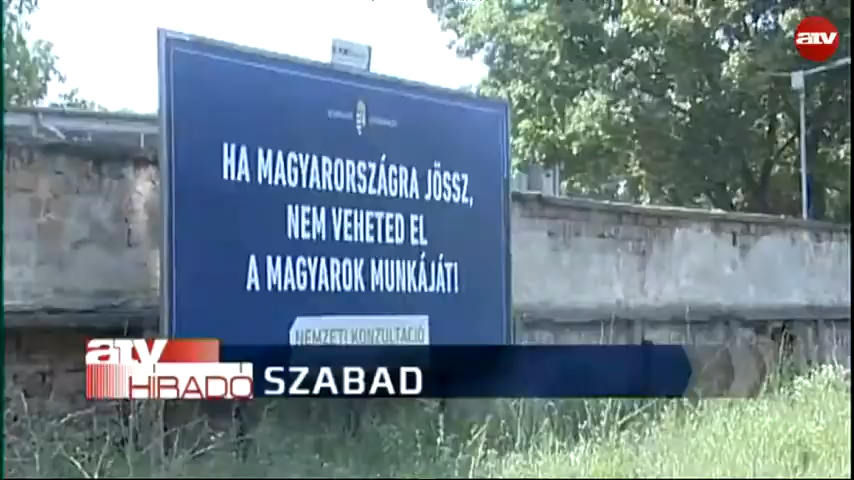 atv
HA MAGYARORSZÁGRA JÖSSZ,
NEM VEHETED EL
A MAGYAROK MUNKÁJÁT!
NEMZETI KONZULTÁCIÓ
atv
HÍRADÓ
SZABAD